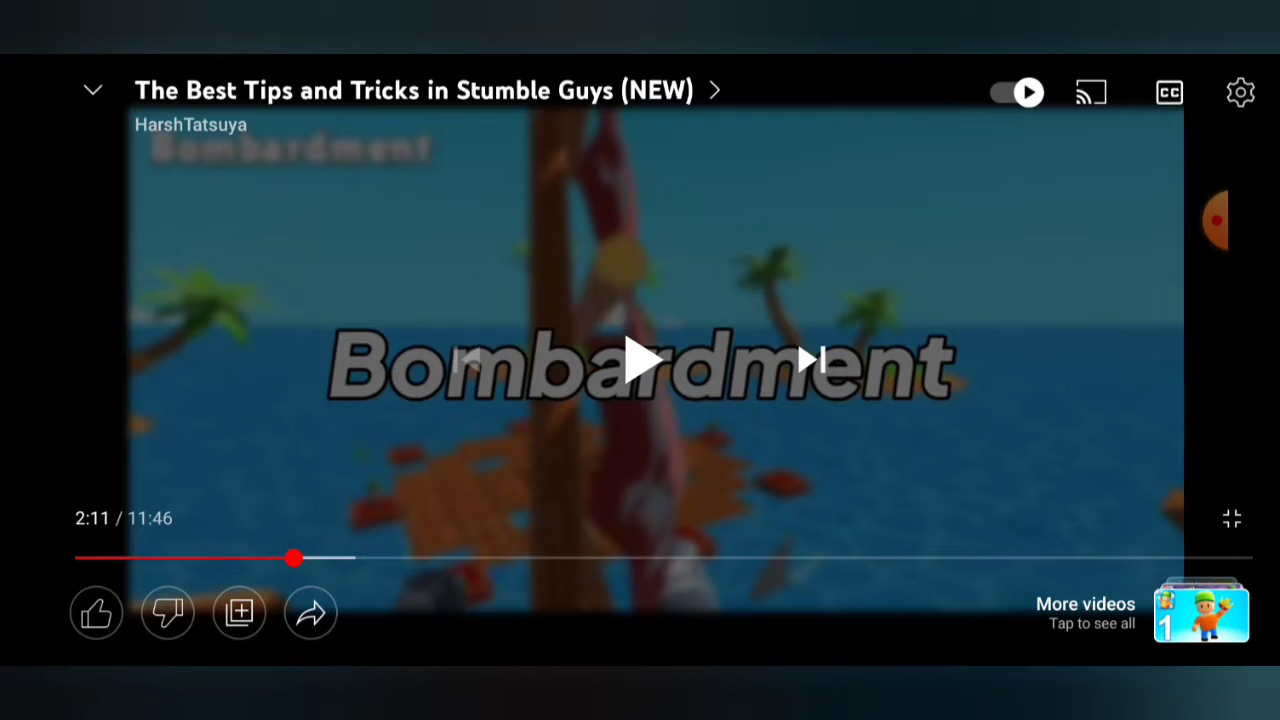 The Best Tips and Tricks in Stumble Guys (NEW)
HarshTatsuya
CC
Bombardment
Bombardment
2:11 / 11:46
More videos
Tap to see all
1